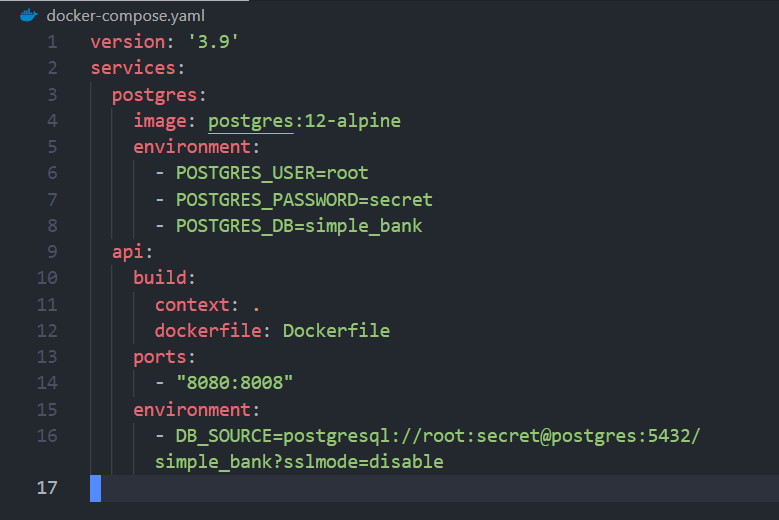 docker-compose.yaml
1 version: '3.9'
2 services:
3   postgres:
4     image: postgres:12-alpine
5     environment:
6       - POSTGRES_USER=root
7       - POSTGRES_PASSWORD=secret
8       - POSTGRES_DB=simple_bank
9   api:
10     build:
11       context: .
12       dockerfile: Dockerfile
13     ports:
14       - "8080:8008"
15     environment:
16       - DB_SOURCE=postgresql://root:secret@postgres:5432/
simple_bank?sslmode=disable
17